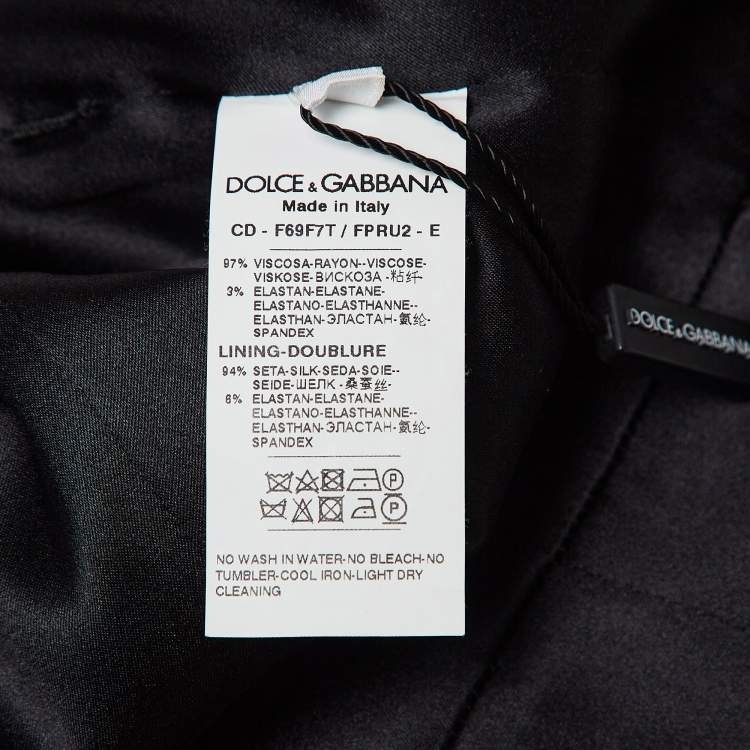 DOLCE & GABBANA
Made in Italy
CD - F69F7T / FPRU2 - E
97% VISCOSA-RAYON--VISCOSE-
VISKOSE-ВИСКОЗА -粘纤
3% ELASTAN-ELASTANE-
ELASTANO-ELASTHANNE--
ELASTHAN-ЭЛАСТАН-氨纶-
SPANDEX
LINING-DOUBLURE
94% SETA-SILK-SEDA-SOIE--
SEIDE-ШЕЛК -桑蚕丝-
6% ELASTAN-ELASTANE-
ELASTANO-ELASTHANNE--
ELASTHAN-ЭЛАСТАН-氨纶-
SPANDEX
P
P
NO WASH IN WATER-NO BLEACH-NO
TUMBLER-COOL IRON-LIGHT DRY
CLEANING
DOLCE & GABBANA